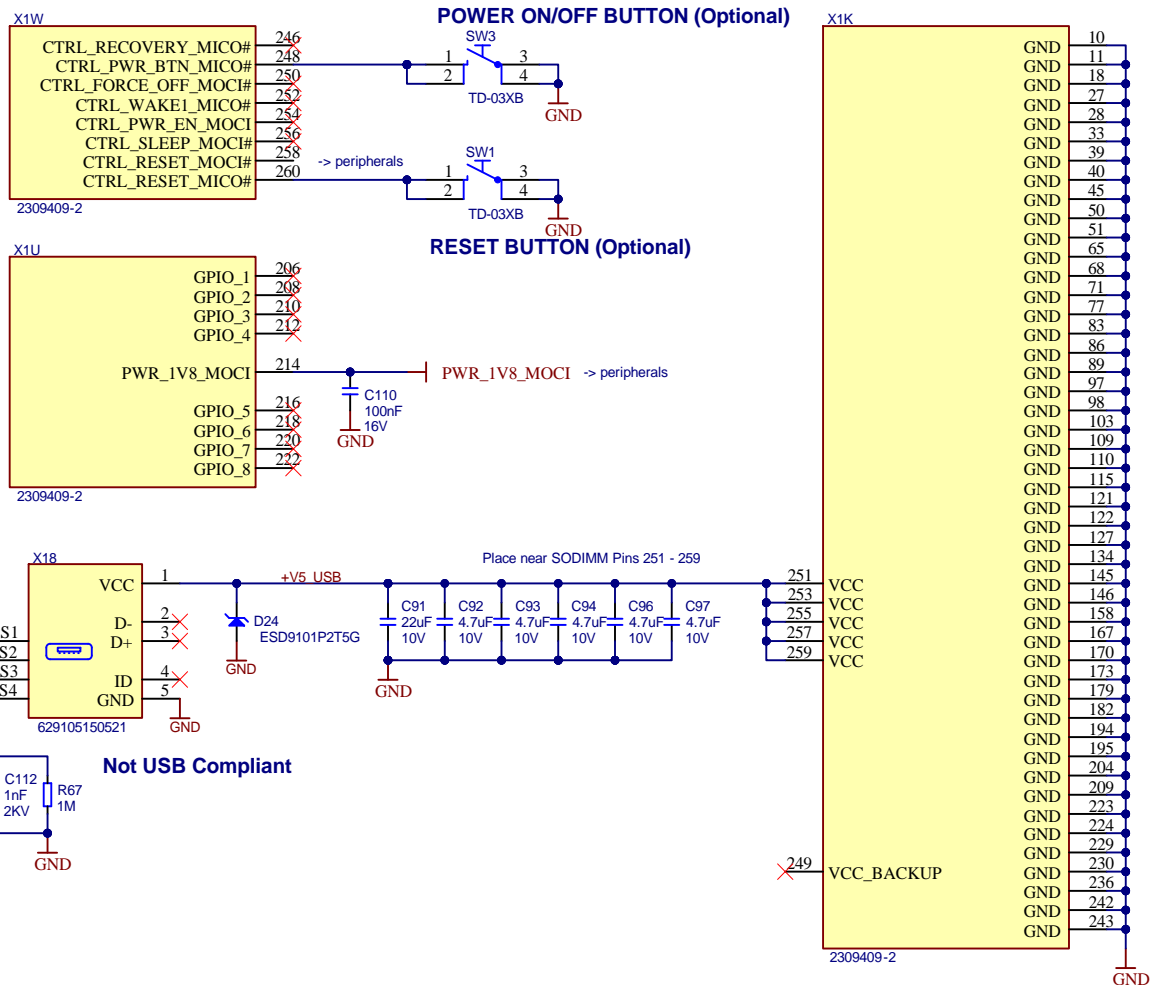 POWER ON/OFF BUTTON (Optional)
X1W
CTRL_RECOVERY_MICO# 246
CTRL_PWR_BTN_MICO# 248
CTRL_FORCE_OFF_MOCI# 250
CTRL_WAKE1_MICO# 252
CTRL_PWR_EN_MOCI 254
CTRL_SLEEP_MOCI# 256
CTRL_RESET_MOCI# 258
CTRL_RESET_MICO# 260
2309409-2
-> peripherals
SW3
1 3
2 4
TD-03XB
GND
SW1
1 3
2 4
TD-03XB
GND
RESET BUTTON (Optional)
X1U
GPIO_1 206
GPIO_2 208
GPIO_3 210
GPIO_4 212
PWR_1V8_MOCI 214
GPIO_5 216
GPIO_6 218
GPIO_7 220
GPIO_8 222
2309409-2
C110
100nF
16V
GND
PWR_1V8_MOCI -> peripherals
X18
VCC 1
D- 2
D+ 3
ID 4
GND 5
S1
S2
S3
S4
629105150521
GND
Not USB Compliant
C112
1nF
2KV
R67
1M
GND
+V5_USB
D24
ESD9101P2T5G
GND
Place near SODIMM Pins 251 - 259
C91
22uF
10V
C92
4.7uF
10V
C93
4.7uF
10V
C94
4.7uF
10V
C96
4.7uF
10V
C97
4.7uF
10V
GND
X1K
251 VCC
253 VCC
255 VCC
257 VCC
259 VCC
249 VCC_BACKUP
GND 10
GND 11
GND 18
GND 27
GND 28
GND 33
GND 39
GND 40
GND 45
GND 50
GND 51
GND 65
GND 68
GND 71
GND 77
GND 83
GND 86
GND 89
GND 97
GND 98
GND 103
GND 109
GND 110
GND 115
GND 121
GND 122
GND 127
GND 134
GND 145
GND 146
GND 158
GND 167
GND 170
GND 173
GND 179
GND 182
GND 194
GND 195
GND 204
GND 209
GND 223
GND 224
GND 229
GND 230
GND 236
GND 242
GND 243
2309409-2
GND